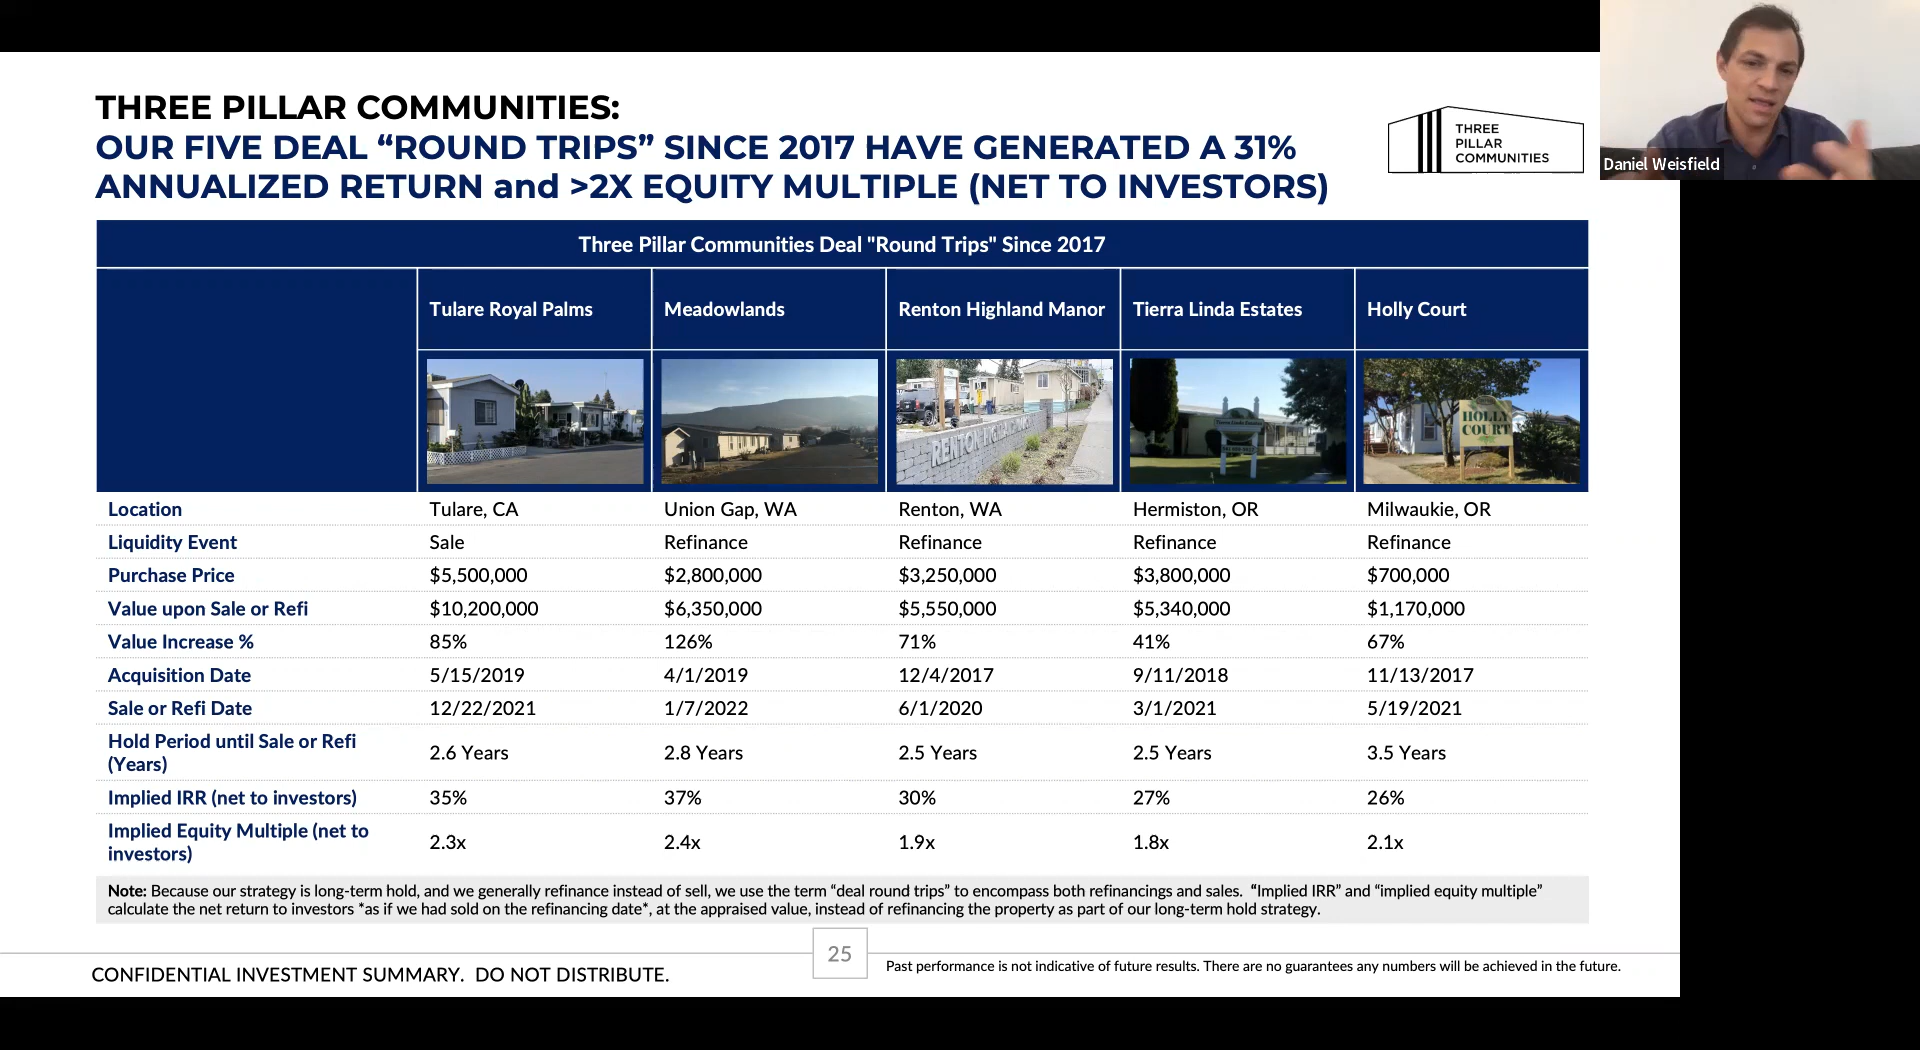 THREE PILLAR COMMUNITIES:
OUR FIVE DEAL “ROUND TRIPS” SINCE 2017 HAVE GENERATED A 31%
ANNUALIZED RETURN and >2X EQUITY MULTIPLE (NET TO INVESTORS)
THREE
PILLAR
COMMUNITIES
Daniel Weisfield
Three Pillar Communities Deal "Round Trips" Since 2017
Tulare Royal Palms Meadowlands Renton Highland Manor Tierra Linda Estates Holly Court
HOLLY
COURT
Location Tulare, CA Union Gap, WA Renton, WA Hermiston, OR Milwaukie, OR
Liquidity Event Sale Refinance Refinance Refinance Refinance
Purchase Price $5,500,000 $2,800,000 $3,250,000 $3,800,000 $700,000
Value upon Sale or Refi $10,200,000 $6,350,000 $5,550,000 $5,340,000 $1,170,000
Value Increase % 85% 126% 71% 41% 67%
Acquisition Date 5/15/2019 4/1/2019 12/4/2017 9/11/2018 11/13/2017
Sale or Refi Date 12/22/2021 1/7/2022 6/1/2020 3/1/2021 5/19/2021
Hold Period until Sale or Refi
(Years) 2.6 Years 2.8 Years 2.5 Years 2.5 Years 3.5 Years
Implied IRR (net to investors) 35% 37% 30% 27% 26%
Implied Equity Multiple (net to
investors) 2.3x 2.4x 1.9x 1.8x 2.1x
Note: Because our strategy is long-term hold, and we generally refinance instead of sell, we use the term “deal round trips” to encompass both refinancings and sales. “Implied IRR” and “implied equity multiple”
calculate the net return to investors *as if we had sold on the refinancing date*, at the appraised value, instead of refinancing the property as part of our long-term hold strategy.
CONFIDENTIAL INVESTMENT SUMMARY. DO NOT DISTRIBUTE.
25
Past performance is not indicative of future results. There are no guarantees any numbers will be achieved in the future.